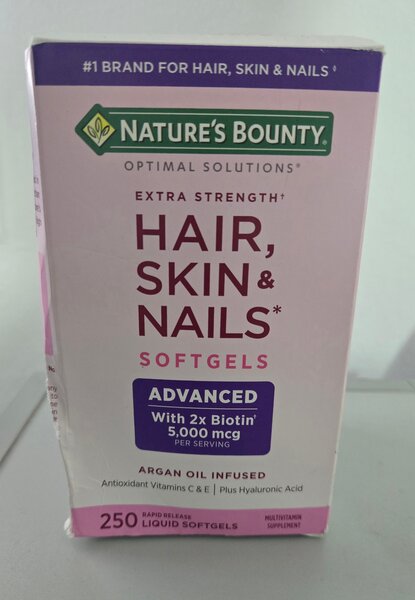 #1 BRAND FOR HAIR, SKIN & NAILS ◊
NATURE'S BOUNTY®
OPTIMAL SOLUTIONS®
EXTRA STRENGTH†
HAIR,
SKIN &
NAILS*
SOFTGELS
ADVANCED
With 2x Biotin†
5,000 mcg
PER SERVING
ARGAN OIL INFUSED
Antioxidant Vitamins C & E | Plus Hyaluronic Acid
250 RAPID RELEASE
LIQUID SOFTGELS
MULTIVITAMIN
SUPPLEMENT